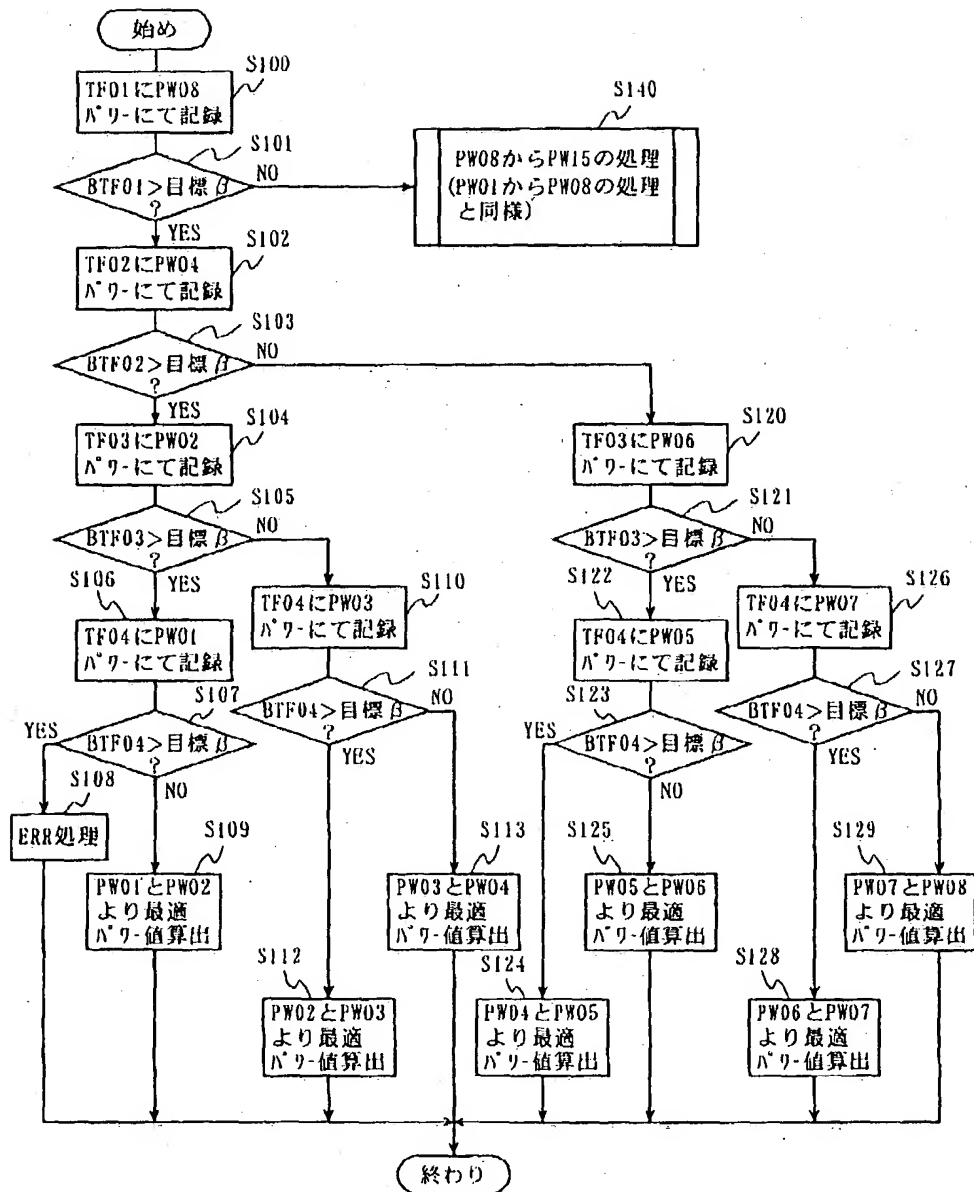 始め
S100
TF01にPW08
パワーにて記録
S101
BTF01>目標β
?
NO
YES
S140
PW08からPW15の処理
(PW01からPW08の処理
と同様)
S102
TF02にPW04
パワーにて記録
S103
BTF02>目標β
?
NO
YES
S104
TF03にPW02
パワーにて記録
S120
TF03にPW06
パワーにて記録
S105
BTF03>目標β
?
NO
YES
S121
BTF03>目標β
?
NO
YES
S106
TF04にPW01
パワーにて記録
S110
TF04にPW03
パワーにて記録
S122
TF04にPW05
パワーにて記録
S126
TF04にPW07
パワーにて記録
S107
YES
BTF04>目標β
?
NO
S111
BTF04>目標β
?
NO
YES
S123
YES
BTF04>目標β
?
NO
S127
BTF04>目標β
?
NO
YES
S108
ERR処理
S109
PW01とPW02
より最適
パワー値算出
S113
PW03とPW04
より最適
パワー値算出
S125
PW05とPW06
より最適
パワー値算出
S129
PW07とPW08
より最適
パワー値算出
S112
PW02とPW03
より最適
パワー値算出
S124
PW04とPW05
より最適
パワー値算出
S128
PW06とPW07
より最適
パワー値算出
終わり